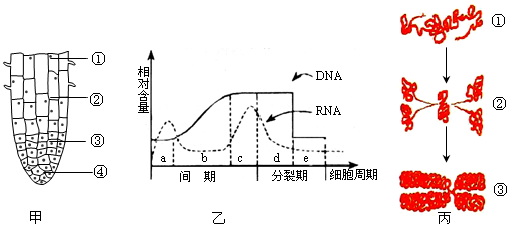 ①
②
③
④
甲
相对含量
DNA
RNA
a b c d e
间 期 分裂期 细胞周期
乙
①
②
③
丙